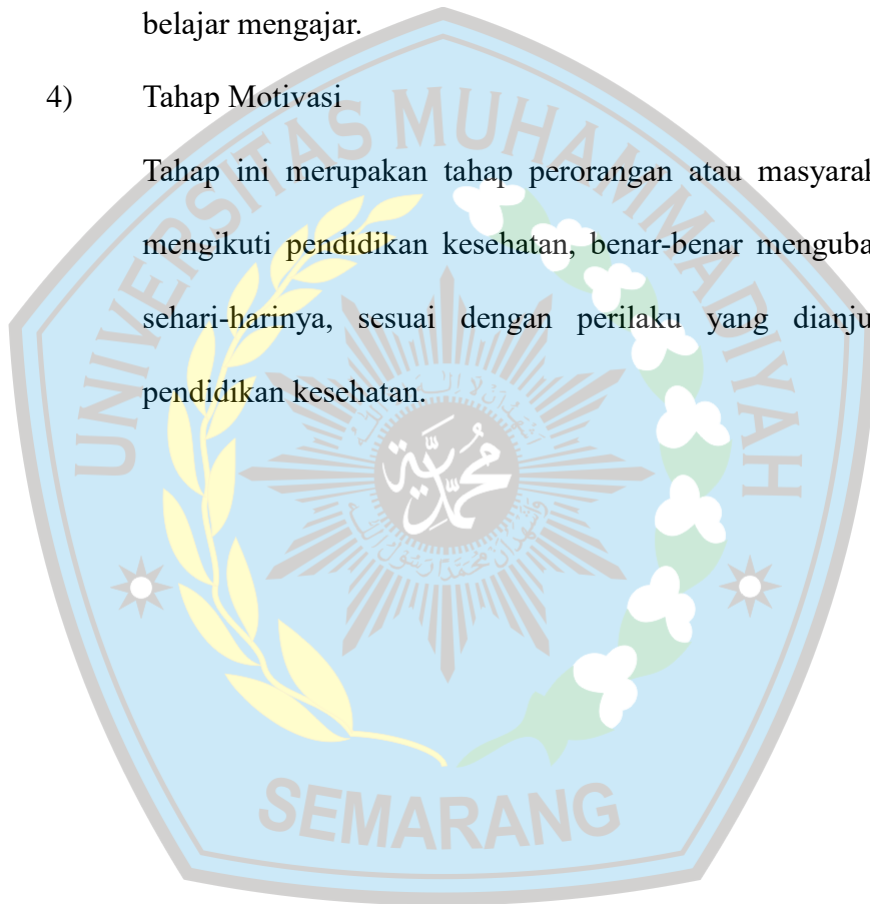 belajar mengajar.
4) Tahap Motivasi
Tahap ini merupakan tahap perorangan atau masyarak
mengikuti pendidikan kesehatan, benar-benar menguba
sehari-harinya, sesuai dengan perilaku yang dianju
pendidikan kesehatan.
UNIVERSITAS MUHAMMADIYAH
محمدية
SEMARANG